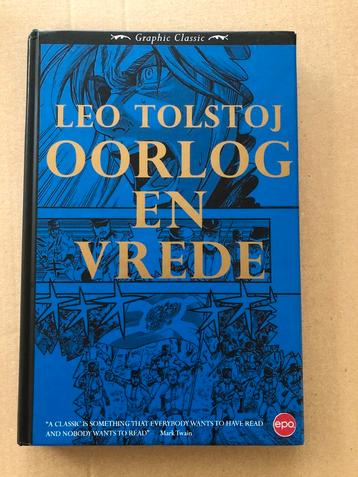 Graphic Classic
LEO TOLSTOJ
OORLOG
EN
VREDE
"A CLASSIC IS SOMETHING THAT EVERYBODY WANTS TO HAVE READ
AND NOBODY WANTS TO READ" Mark Twain
epo